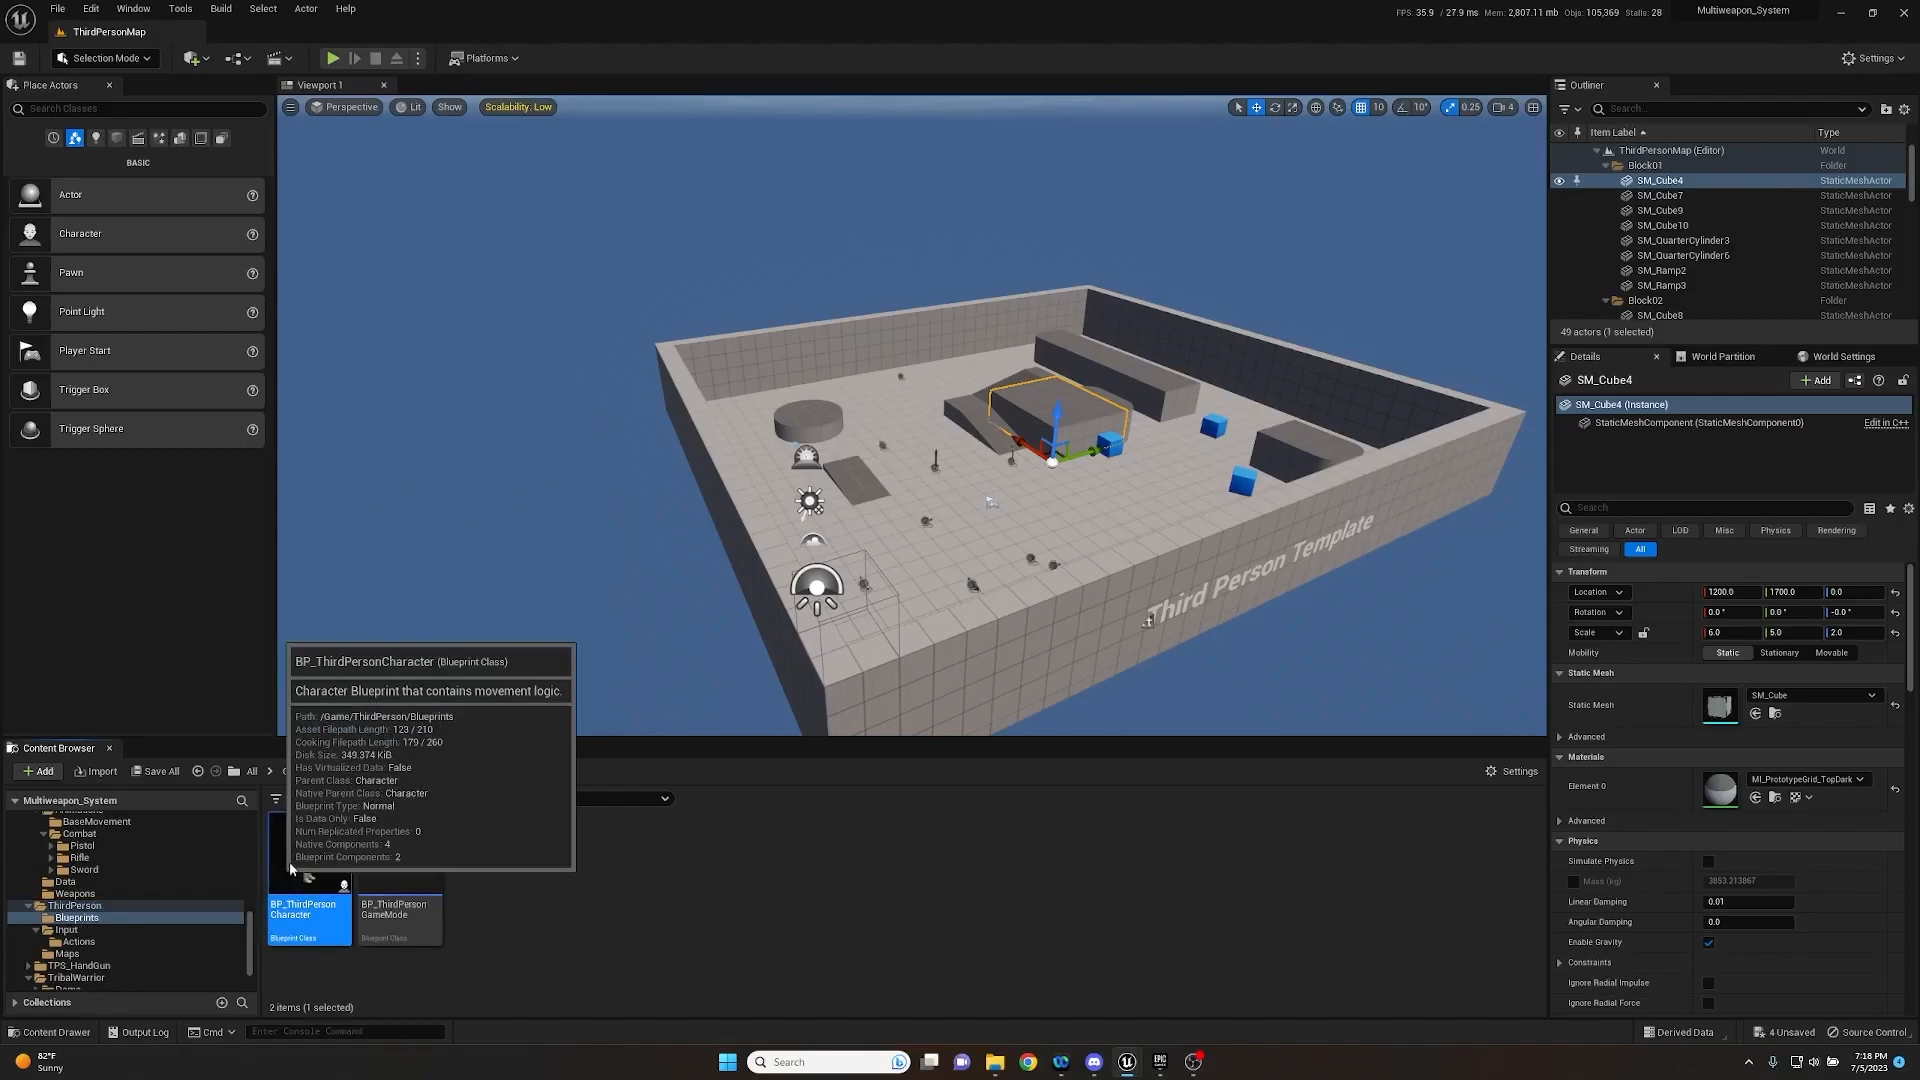 File Edit Window Tools Build Select Actor Help
FPS: 35.9 / 27.9 ms Mem: 2,807.11 mb Objs: 105,369 Stalls: 28
Multiweapon_System
ThirdPersonMap
Selection Mode
Platforms
Settings
Place Actors
Search Classes
BASIC
Actor
Character
Pawn
Point Light
Player Start
Trigger Box
Trigger Sphere
Viewport 1
Perspective Lit Show Scalability: Low
10 10° 0.25 4
Third Person Template
Outliner
Search...
Item Label Type
ThirdPersonMap (Editor) World
Block01 Folder
SM_Cube4 StaticMeshActor
SM_Cube7 StaticMeshActor
SM_Cube9 StaticMeshActor
SM_Cube10 StaticMeshActor
SM_QuarterCylinder3 StaticMeshActor
SM_QuarterCylinder6 StaticMeshActor
SM_Ramp2 StaticMeshActor
SM_Ramp3 StaticMeshActor
Block02 Folder
SM_Cube8 StaticMeshActor
49 actors (1 selected)
Details World Partition World Settings
SM_Cube4
Add
SM_Cube4 (Instance)
StaticMeshComponent (StaticMeshComponent0) Edit in C++
Search
General Actor LOD Misc Physics Rendering
Streaming All
Transform
Location 1200.0 1700.0 0.0
Rotation 0.0 ° 0.0 ° -0.0 °
Scale 6.0 5.0 2.0
Mobility Static Stationary Movable
Static Mesh
Static Mesh SM_Cube
Advanced
Materials
Element 0 MI_PrototypeGrid_TopDark
Advanced
Physics
Simulate Physics
Mass (kg) 3853.213867
Linear Damping 0.01
Angular Damping 0.0
Enable Gravity
Constraints
Ignore Radial Impulse
Ignore Radial Force
BP_ThirdPersonCharacter (Blueprint Class)
Character Blueprint that contains movement logic.
Path: /Game/ThirdPerson/Blueprints
Asset Filepath Length: 123 / 210
Cooking Filepath Length: 179 / 260
Disk Size: 349.374 KiB
Has Virtualized Data: False
Parent Class: Character
Native Parent Class: Character
Blueprint Type: Normal
Is Data Only: False
Num Replicated Properties: 0
Native Components: 4
Blueprint Components: 2
Content Browser
Add Import Save All All
Settings
Multiweapon_System
BaseMovement
Combat
Pistol
Rifle
Sword
Data
Weapons
ThirdPerson
Blueprints
Input
Actions
Maps
TPS_HandGun
TribalWarrior
Collections
BP_ThirdPerson
Character
Blueprint Class
BP_ThirdPerson
GameMode
Blueprint Class
2 items (1 selected)
Content Drawer Output Log Cmd Enter Console Command
Derived Data 4 Unsaved Source Control
82°F
Sunny
Search
EPIC
7:18 PM
7/5/2023
4